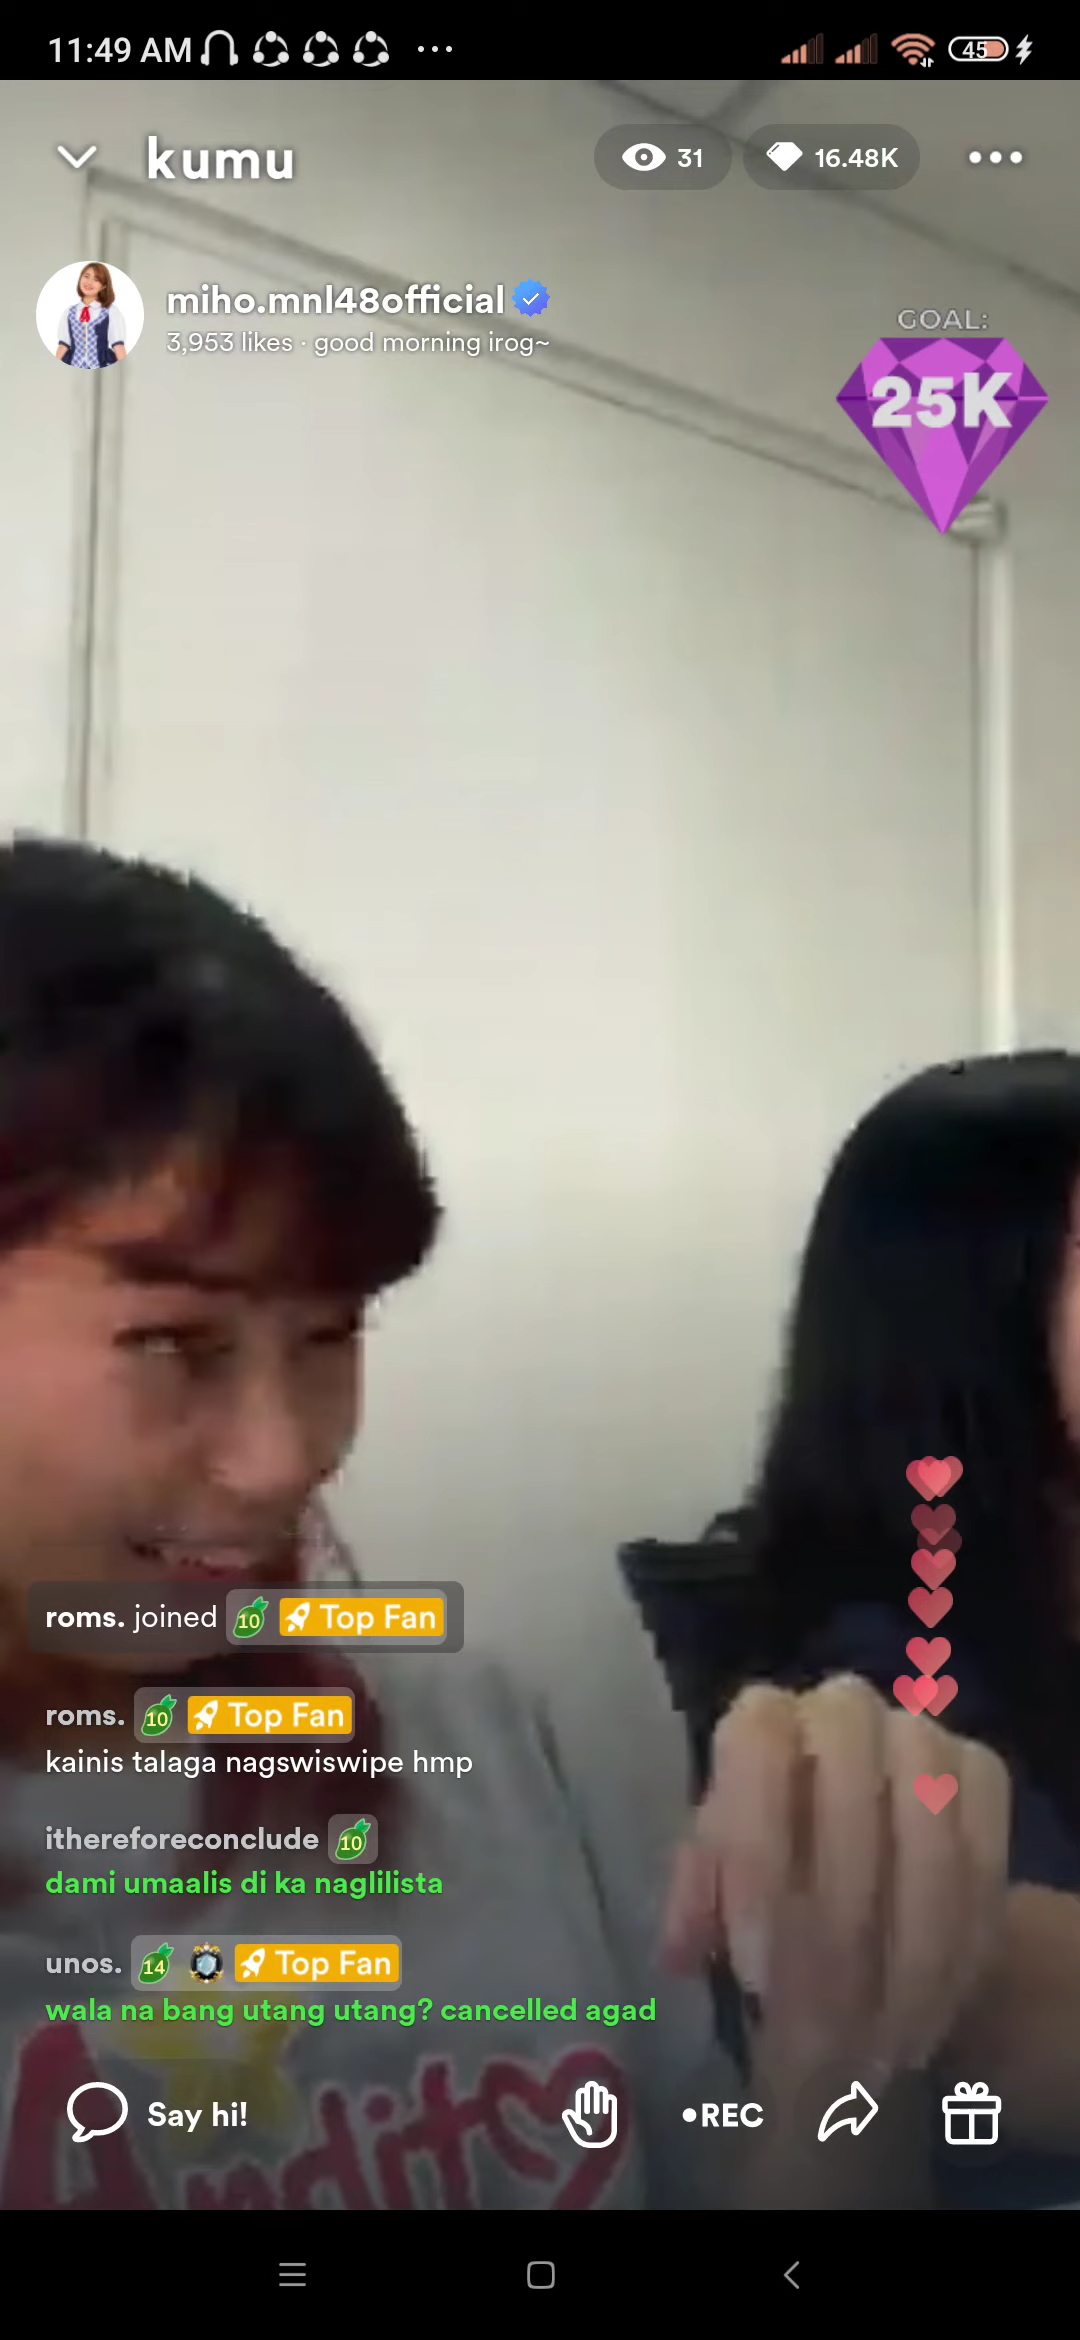 11:49 AM
45
kumu
31
16.48K
miho.mnl48official
3,953 likes · good morning irog~
GOAL:
25K
roms. joined 10 Top Fan
roms. 10 Top Fan
kainis talaga nagswiswipe hmp
ithereforeconclude 10
dami umaalis di ka naglilista
unos. 14 Top Fan
wala na bang utang utang? cancelled agad
Say hi!
•REC